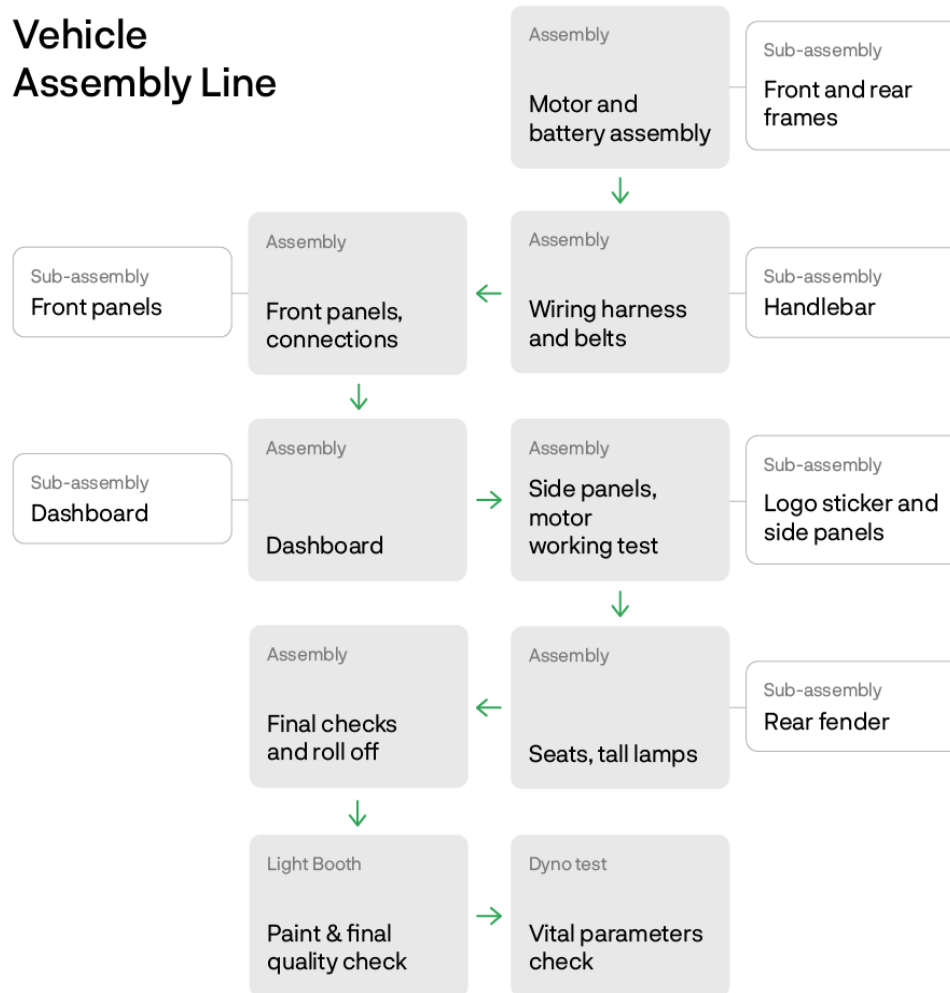 Vehicle
Assembly Line
Assembly
Motor and
battery assembly
Sub-assembly
Front and rear
frames
Sub-assembly
Front panels
Assembly
Front panels,
connections
Assembly
Wiring harness
and belts
Sub-assembly
Handlebar
Sub-assembly
Dashboard
Assembly
Dashboard
Assembly
Side panels,
motor
working test
Sub-assembly
Logo sticker and
side panels
Assembly
Final checks
and roll off
Assembly
Seats, tall lamps
Sub-assembly
Rear fender
Light Booth
Paint & final
quality check
Dyno test
Vital parameters
check